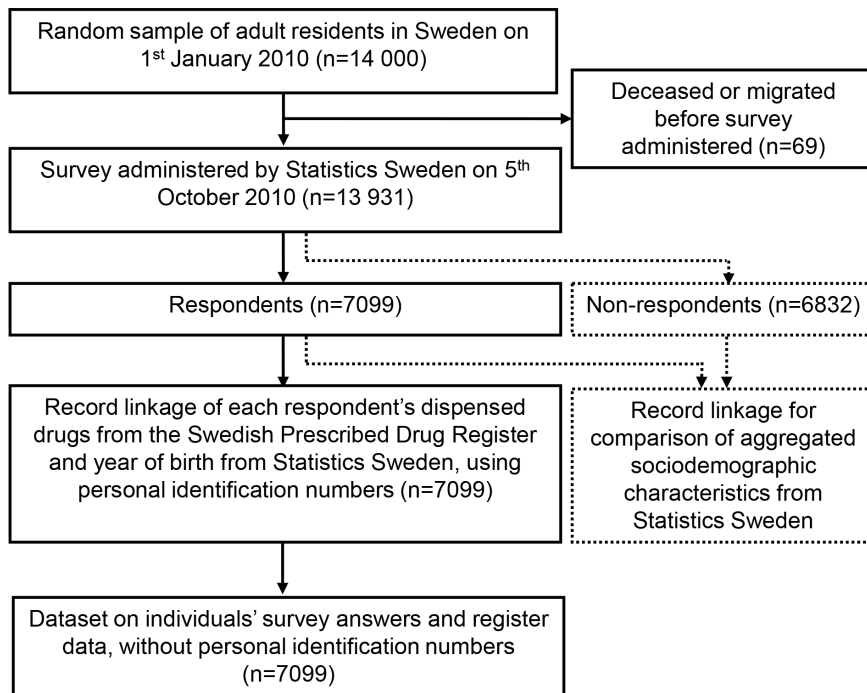 Random sample of adult residents in Sweden on
1st January 2010 (n=14 000)
Deceased or migrated
before survey
administered (n=69)
Survey administered by Statistics Sweden on 5th
October 2010 (n=13 931)
Respondents (n=7099)
Non-respondents (n=6832)
Record linkage of each respondent's dispensed
drugs from the Swedish Prescribed Drug Register
and year of birth from Statistics Sweden, using
personal identification numbers (n=7099)
Record linkage for
comparison of aggregated
sociodemographic
characteristics from
Statistics Sweden
Dataset on individuals' survey answers and register
data, without personal identification numbers
(n=7099)